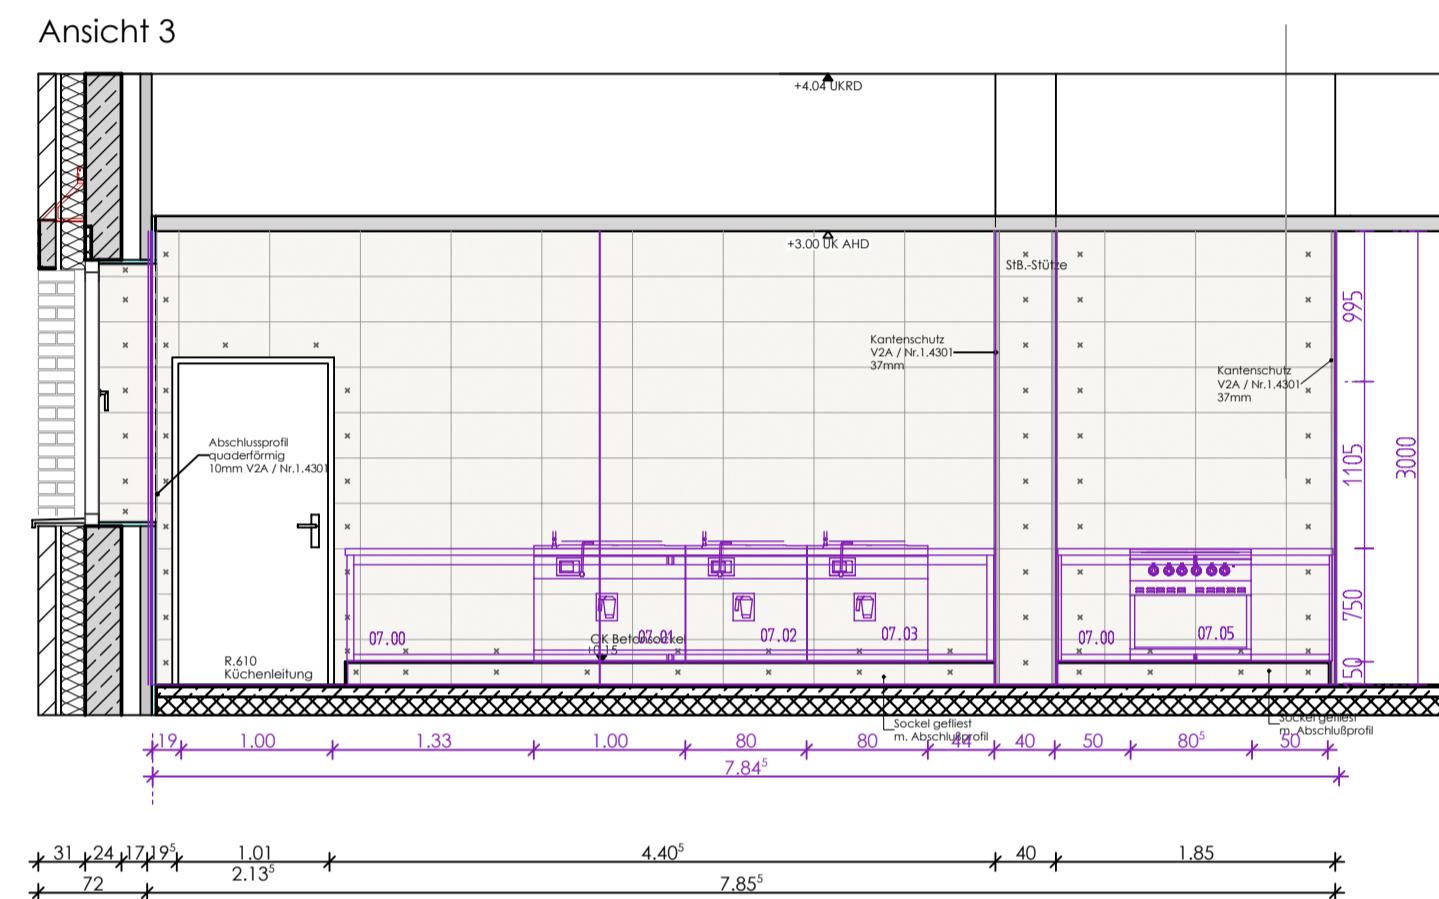 Ansicht 3
+4.04 UKRD
+3.00 UK AHD
StB.-Stütze
Kantenschutz
V2A / Nr.1.4301
37mm
Kantenschutz
V2A / Nr.1.4301
37mm
995
1105
3000
750
150
Abschlussprofil
quaderförmig
10mm V2A / Nr.1.4301
R.610
Küchenleitung
07.00
OK Betonsockel
+0.15
07.01
07.02
07.03
07.00
07.05
Sockel gefliest
m. Abschlußprofil
Sockel gefliest
m. Abschlußprofil
19 1.00 1.33 1.00 80 80 44 40 50 80⁵ 50
7.84⁵
31 24 17 19⁵ 1.01 4.40⁵ 40 1.85
2.13⁵
72 7.85⁵